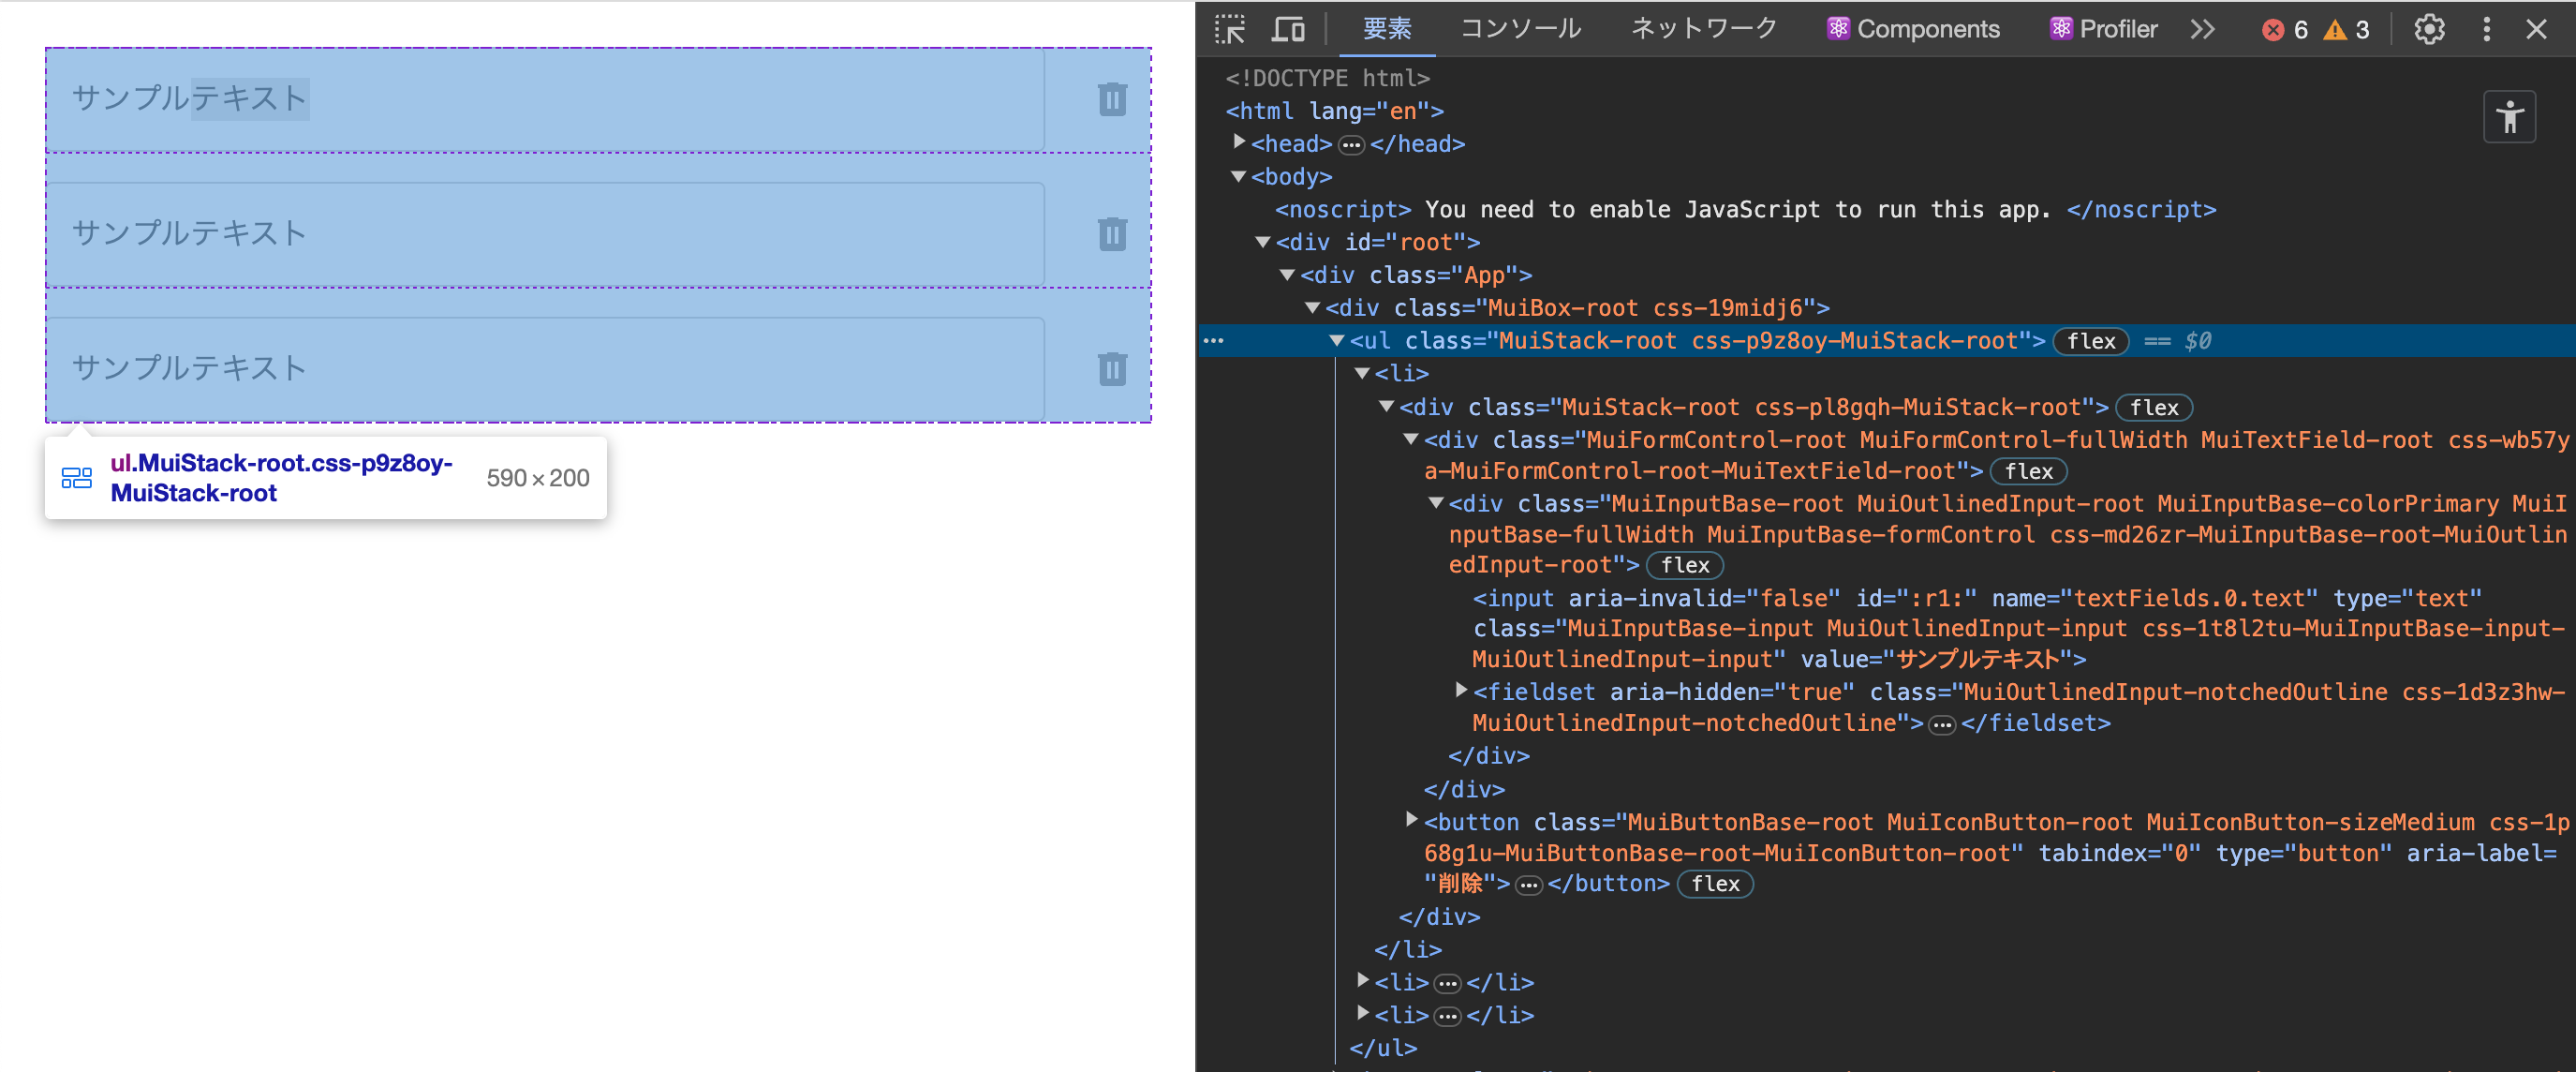 サンプルテキスト
サンプルテキスト
サンプルテキスト
ul.MuiStack-root.css-p9z8oy-
MuiStack-root
590 × 200
要素 コンソール ネットワーク Components Profiler 6 3
<!DOCTYPE html>
<html lang="en">
<head> ⋯ </head>
<body>
<noscript> You need to enable JavaScript to run this app. </noscript>
<div id="root">
<div class="App">
<div class="MuiBox-root css-19midj6">
<ul class="MuiStack-root css-p9z8oy-MuiStack-root"> flex == $0
<li>
<div class="MuiStack-root css-pl8gqh-MuiStack-root"> flex
<div class="MuiFormControl-root MuiFormControl-fullWidth MuiTextField-root css-wb57y
a-MuiFormControl-root-MuiTextField-root"> flex
<div class="MuiInputBase-root MuiOutlinedInput-root MuiInputBase-colorPrimary MuiI
nputBase-fullWidth MuiInputBase-formControl css-md26zr-MuiInputBase-root-MuiOutlin
edInput-root"> flex
<input aria-invalid="false" id=":r1:" name="textFields.0.text" type="text"
class="MuiInputBase-input MuiOutlinedInput-input css-1t8l2tu-MuiInputBase-input-
MuiOutlinedInput-input" value="サンプルテキスト">
<fieldset aria-hidden="true" class="MuiOutlinedInput-notchedOutline css-1d3z3hw-
MuiOutlinedInput-notchedOutline"> ⋯ </fieldset>
</div>
</div>
<button class="MuiButtonBase-root MuiIconButton-root MuiIconButton-sizeMedium css-1p
68g1u-MuiButtonBase-root-MuiIconButton-root" tabindex="0" type="button" aria-label=
"削除"> ⋯ </button> flex
</div>
</li>
<li> ⋯ </li>
<li> ⋯ </li>
</ul>